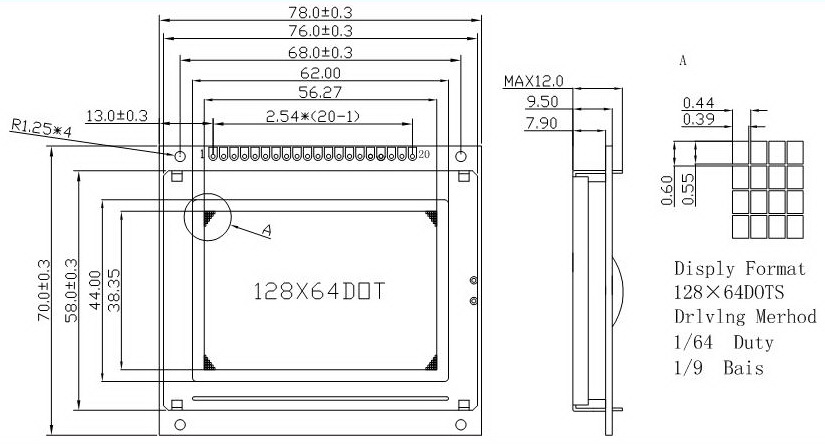 78.0±0.3
76.0±0.3
68.0±0.3
62.00
56.27
13.0±0.3
2.54*(20-1)
R1.25*4
1
20
A
70.0±0.3
58.0±0.3
44.00
38.35
128X64DOT
MAX12.0
9.50
7.90
A
0.44
0.39
0.60
0.55
Disply Format
128×64DOTS
Drlvlng Merhod
1/64 Duty
1/9 Bais